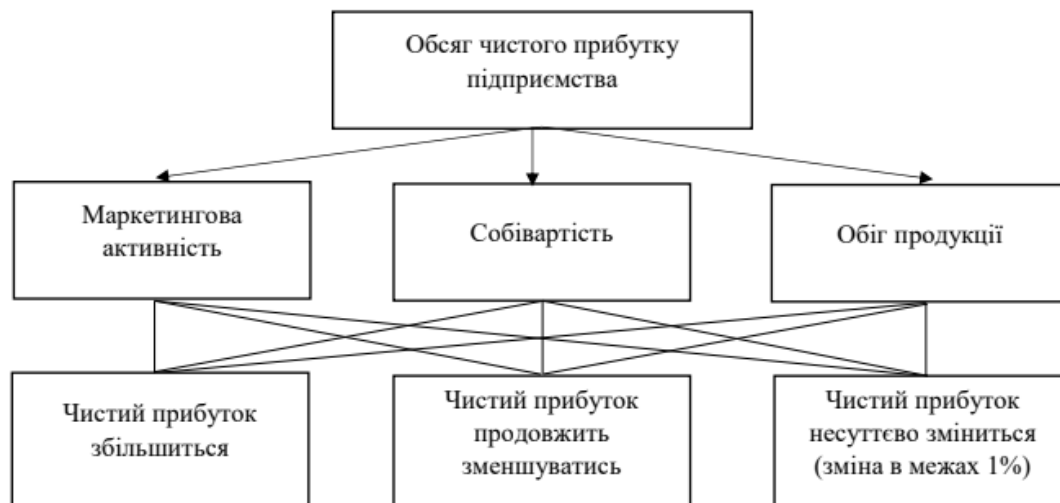 Обсяг чистого прибутку
підприємства
Маркетингова
активність
Собівартість
Обіг продукції
Чистий прибуток
збільшиться
Чистий прибуток
продовжить
зменшуватись
Чистий прибуток
несуттєво зміниться
(зміна в межах 1%)